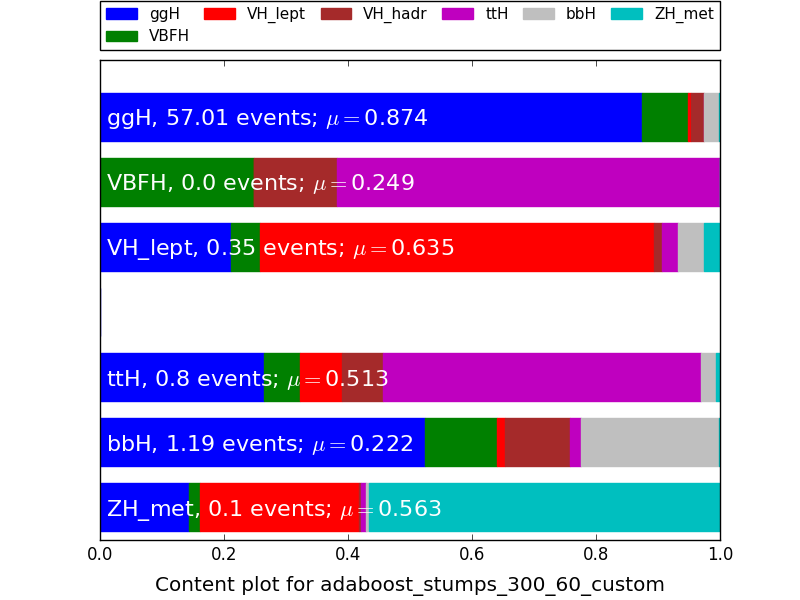 ggH VH_lept VH_hadr ttH bbH ZH_met
VBFH
ggH, 57.01 events; μ = 0.874
VBFH, 0.0 events; μ = 0.249
VH_lept, 0.35 events; μ = 0.635
ttH, 0.8 events; μ = 0.513
bbH, 1.19 events; μ = 0.222
ZH_met, 0.1 events; μ = 0.563
0.0 0.2 0.4 0.6 0.8 1.0
Content plot for adaboost_stumps_300_60_custom